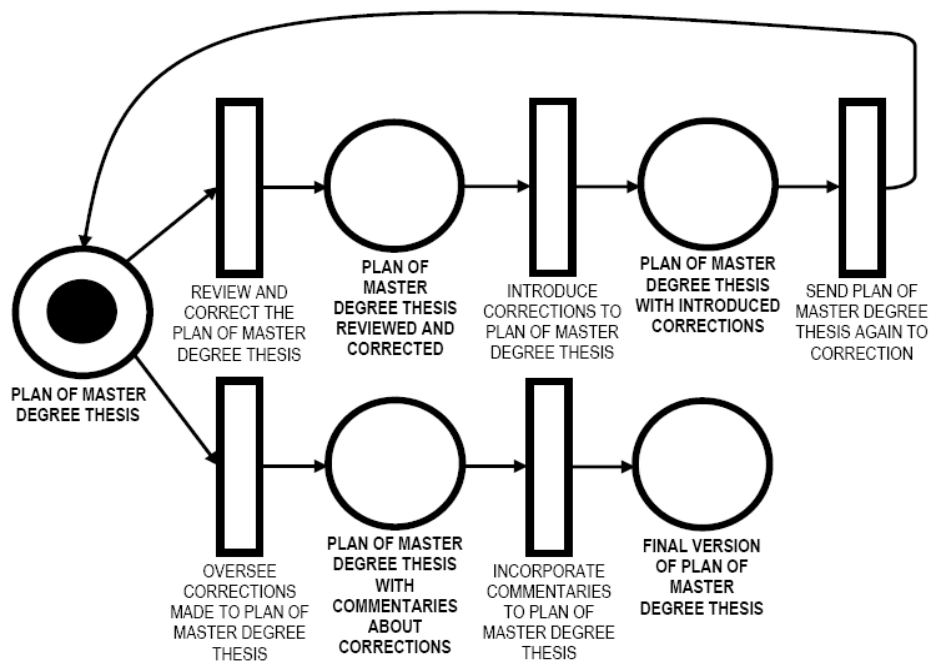 PLAN OF MASTER
DEGREE THESIS
REVIEW AND
CORRECT THE
PLAN OF MASTER
DEGREE THESIS
PLAN OF
MASTER
DEGREE THESIS
REVIEWED AND
CORRECTED
INTRODUCE
CORRECTIONS TO
PLAN OF MASTER
DEGREE THESIS
PLAN OF MASTER
DEGREE THESIS
WITH INTRODUCED
CORRECTIONS
SEND PLAN OF
MASTER DEGREE
THESIS AGAIN TO
CORRECTION
OVERSEE
CORRECTIONS
MADE TO PLAN OF
MASTER DEGREE
THESIS
PLAN OF MASTER
DEGREE THESIS
WITH
COMMENTARIES
ABOUT
CORRECTIONS
INCORPORATE
COMMENTARIES
TO PLAN OF
MASTER DEGREE
THESIS
FINAL VERSION
OF PLAN OF
MASTER
DEGREE THESIS